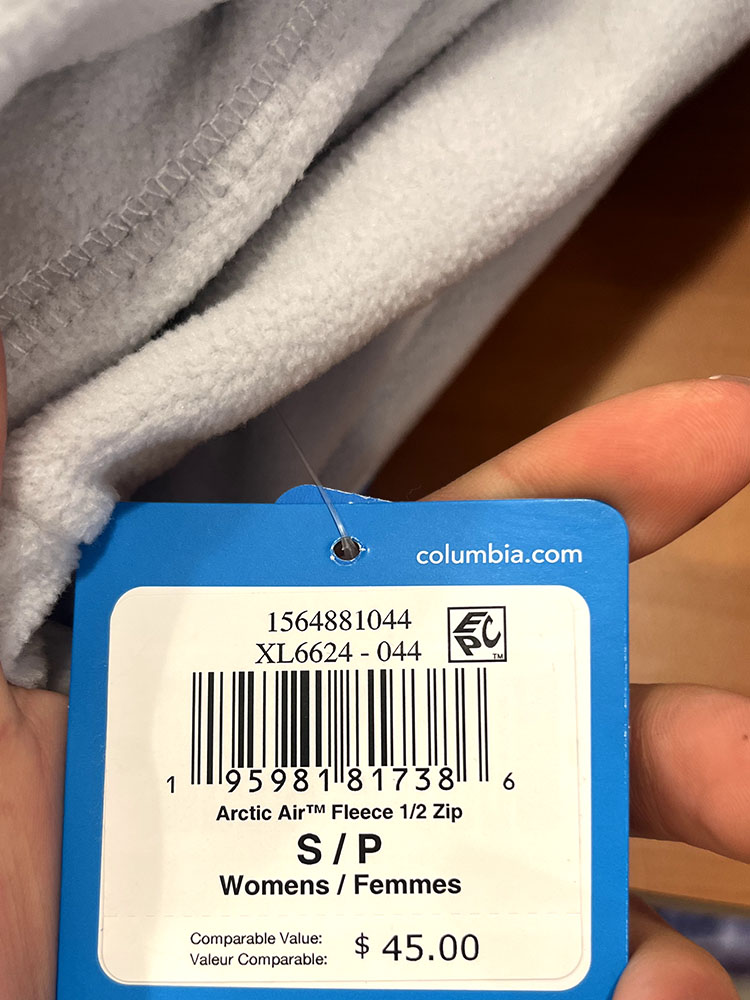 columbia.com
1564881044
EPC
XL6624 - 044
TM
1 95981 81738 6
Arctic Air™ Fleece 1/2 Zip
S / P
Womens / Femmes
Comparable Value:
Valeur Comparable:
$ 45.00